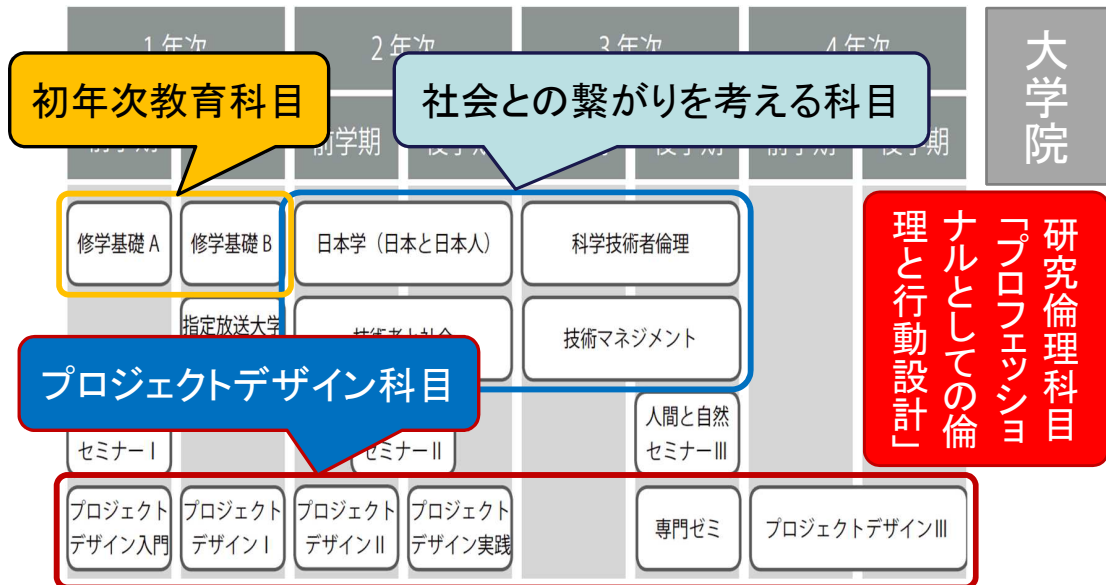 1年次
2年次
3年次
4年次
大学院
初年次教育科目
社会との繋がりを考える科目
前学期
前学期
後学期
後学期
前学期
後学期
修学基礎A
修学基礎B
日本学(日本と日本人)
科学技術者倫理
指定放送大学
技術者と社会
技術マネジメント
研究倫理科目
「プロフェッショ
ナルとしての倫
理と行動設計」
プロジェクトデザイン科目
セミナーⅠ
セミナーⅡ
人間と自然
セミナーⅢ
プロジェクト
デザイン入門
プロジェクト
デザインⅠ
プロジェクト
デザインⅡ
プロジェクト
デザイン実践
専門ゼミ
プロジェクトデザインⅢ